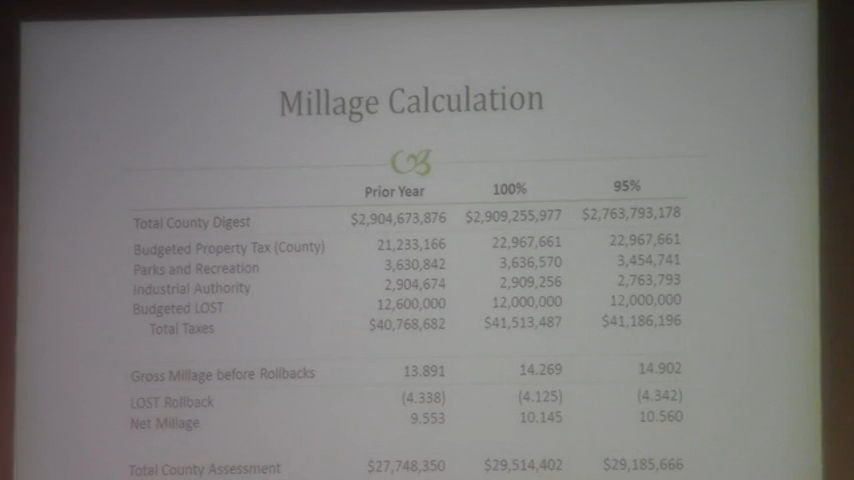 Millage Calculation
Prior Year 100% 95%
Total County Digest $2,904,673,876 $2,909,255,977 $2,763,793,178
Budgeted Property Tax (County) 21,233,166 22,967,661 22,967,661
Parks and Recreation 3,630,842 3,636,570 3,454,741
Industrial Authority 2,904,674 2,909,256 2,763,793
Budgeted LOST 12,600,000 12,000,000 12,000,000
Total Taxes $40,768,682 $41,513,487 $41,186,196
Gross Millage before Rollbacks 13.891 14.269 14.902
LOST Rollback (4.338) (4.125) (4.342)
Net Millage 9.553 10.145 10.560
Total County Assessment $27,748,350 $29,514,402 $29,185,666